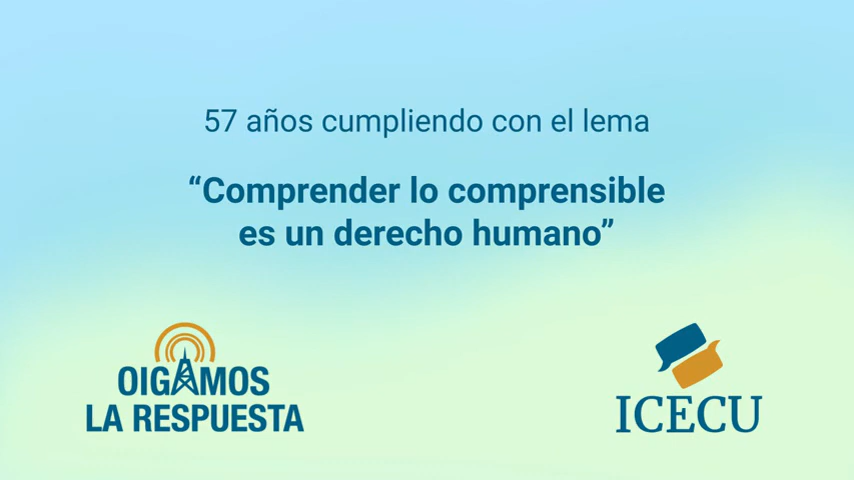 57 años cumpliendo con el lema
“Comprender lo comprensible
es un derecho humano”
OIGAMOS
LA RESPUESTA
ICECU